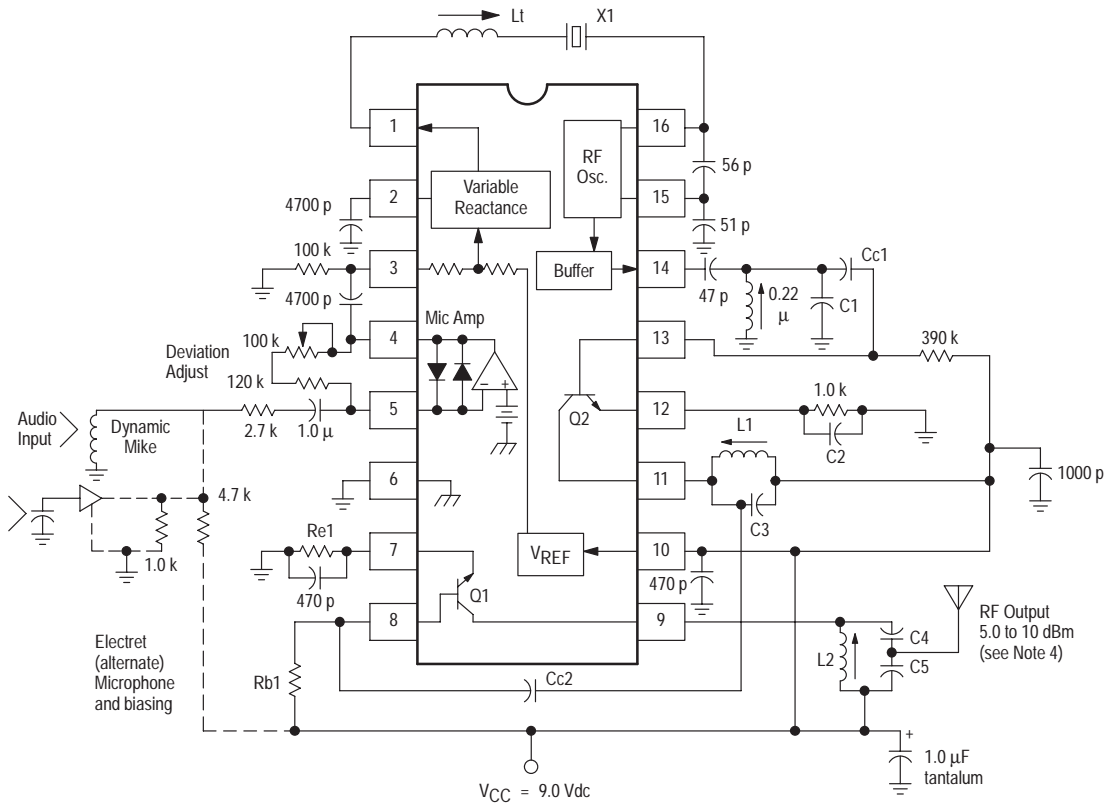 Lt
X1
1
16
RF
Osc.
56 p
Variable
Reactance
2
15
4700 p
51 p
100 k
3
Buffer
14
47 p
Cc1
0.22
μ
C1
4700 p
Mic Amp
100 k
4
13
390 k
Deviation
Adjust
120 k
– +
1.0 k
5
12
Q2
Audio
Input
Dynamic
Mike
2.7 k
1.0 μ
C2
L1
6
11
1000 p
4.7 k
C3
Re1
1.0 k
7
VREF
10
470 p
470 p
Q1
8
9
RF Output
5.0 to 10 dBm
(see Note 4)
C4
L2
C5
Electret
(alternate)
Microphone
and biasing
Rb1
Cc2
+
1.0 μF
tantalum
VCC = 9.0 Vdc